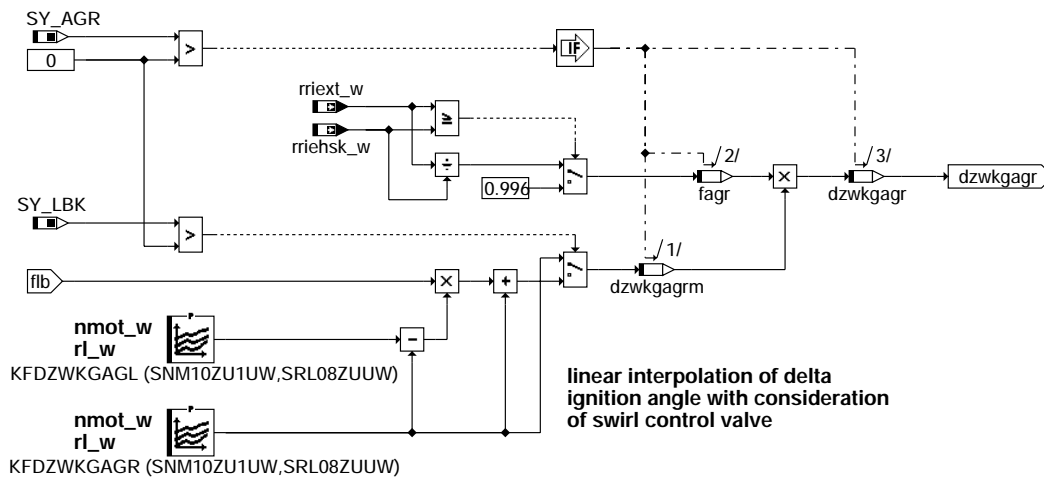 SY_AGR
0
>
IF
rriext_w
rriehsk_w
≥
÷
0.996
/2/
fagr
×
/3/
dzwkgagr
dzwkgagr
SY_LBK
>
/1/
dzwkgagrm
flb
×
+
nmot_w
rl_w
P
−
KFDZWKGAGL (SNM10ZU1UW,SRL08ZUUW)
linear interpolation of delta
ignition angle with consideration
of swirl control valve
nmot_w
rl_w
P
KFDZWKGAGR (SNM10ZU1UW,SRL08ZUUW)